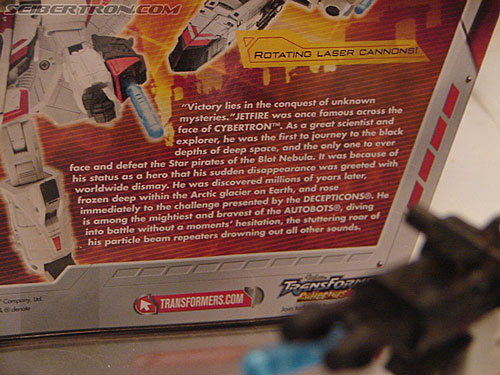 SEIBERTRON.COM
ROTATING LASER CANNONS!
"Victory lies in the conquest of unknown
mysteries."JETFIRE was once famous across the
face of CYBERTRON™. As a great scientist and
explorer, he was the first to journey to the black
depths of deep space, and the only one to ever
face and defeat the Star pirates of the Blot Nebula. It was because of
his status as a hero that his sudden disappearance was greeted with
worldwide dismay. He was discovered millions of years later,
frozen deep within the Arctic glacier on Earth, and rose
immediately to the challenge presented by the DECEPTICONS®. He
is among the mightiest and bravest of the AUTOBOTS®, diving
into battle without a moments' hesitation, the stuttering roar of
his particle beam repeaters drowning out all other sounds.
Company, Ltd
® denote
TRANSFORMERS.COM
TRANSFORM